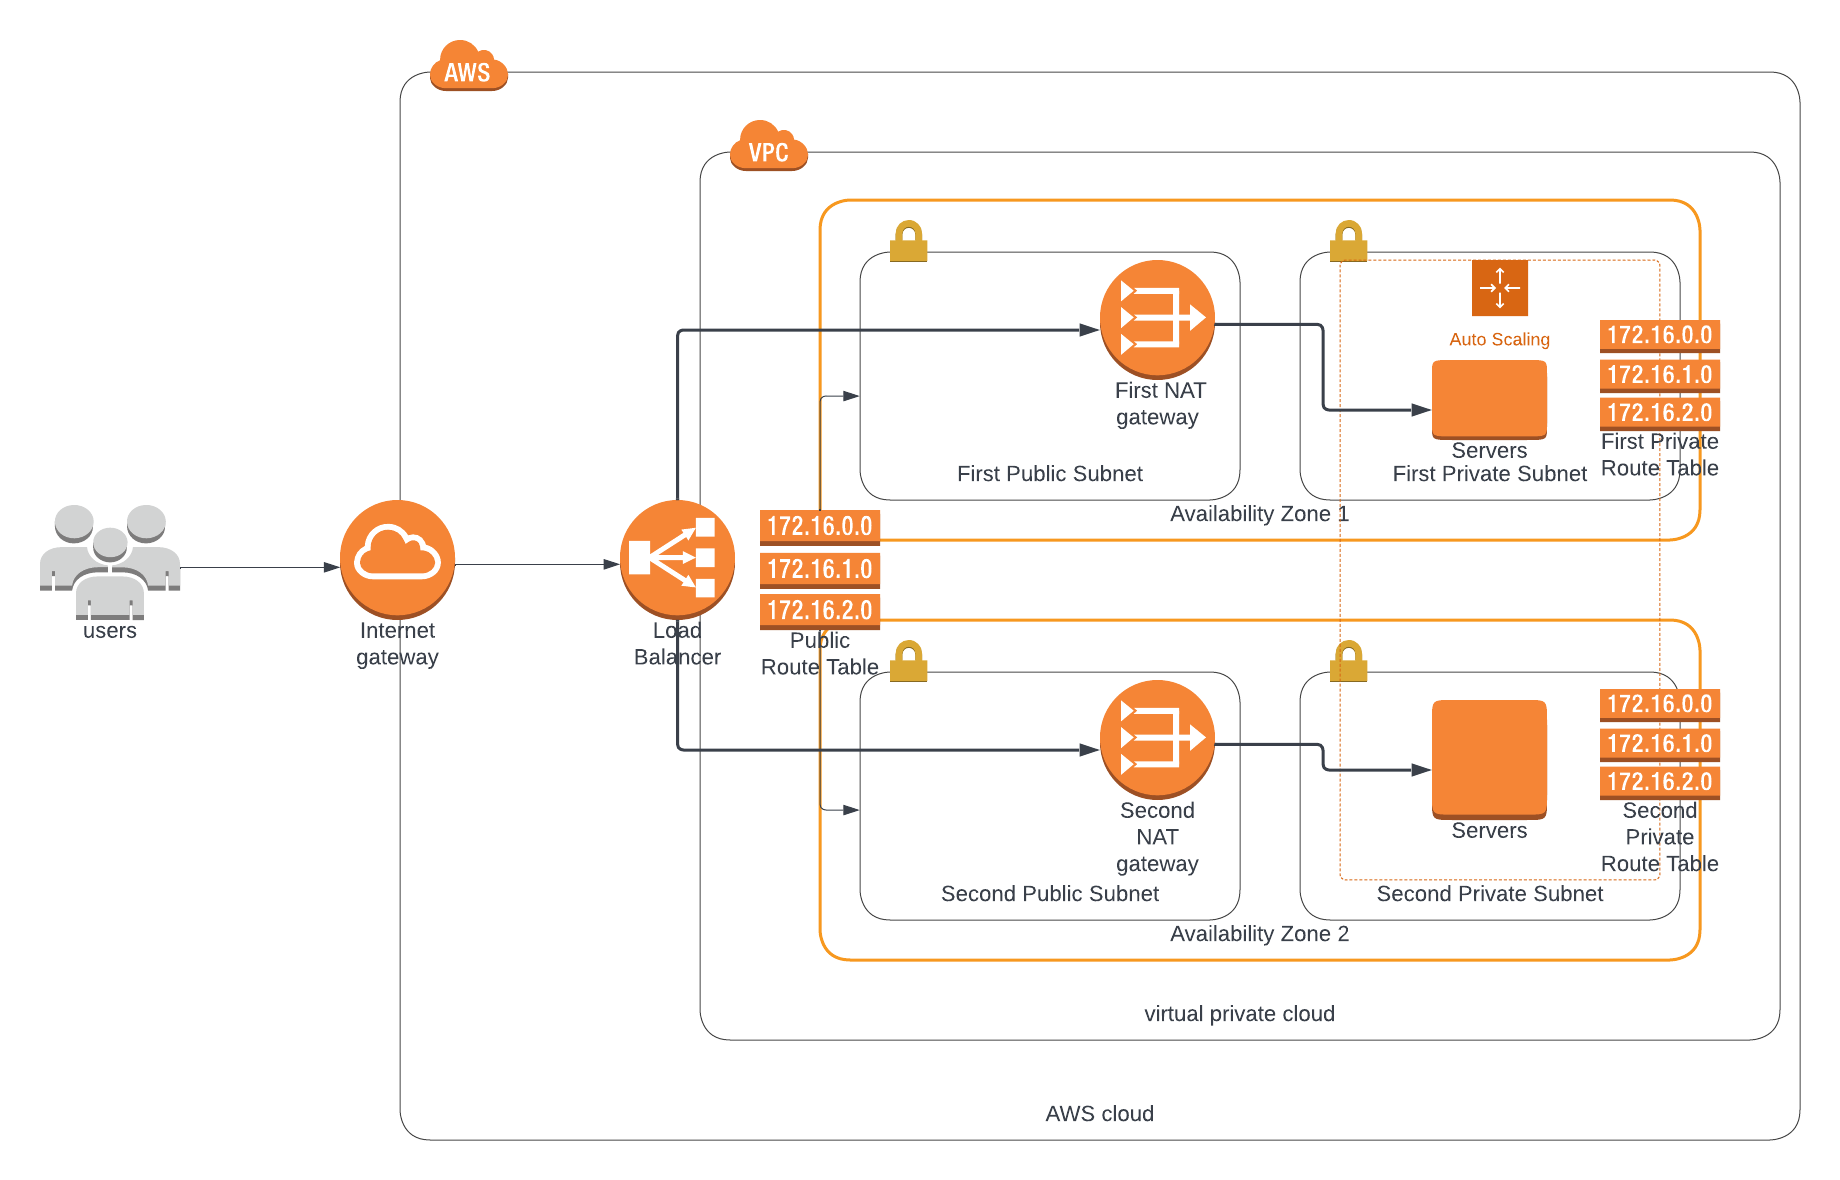 AWS
VPC
Auto Scaling
172.16.0.0
172.16.1.0
172.16.2.0
First Private
Route Table
First NAT
gateway
Servers
First Public Subnet
First Private Subnet
Availability Zone 1
172.16.0.0
172.16.1.0
172.16.2.0
Public
Route Table
users
Internet
gateway
Load
Balancer
172.16.0.0
172.16.1.0
172.16.2.0
Second
Private
Route Table
Second
NAT
gateway
Servers
Second Public Subnet
Second Private Subnet
Availability Zone 2
virtual private cloud
AWS cloud